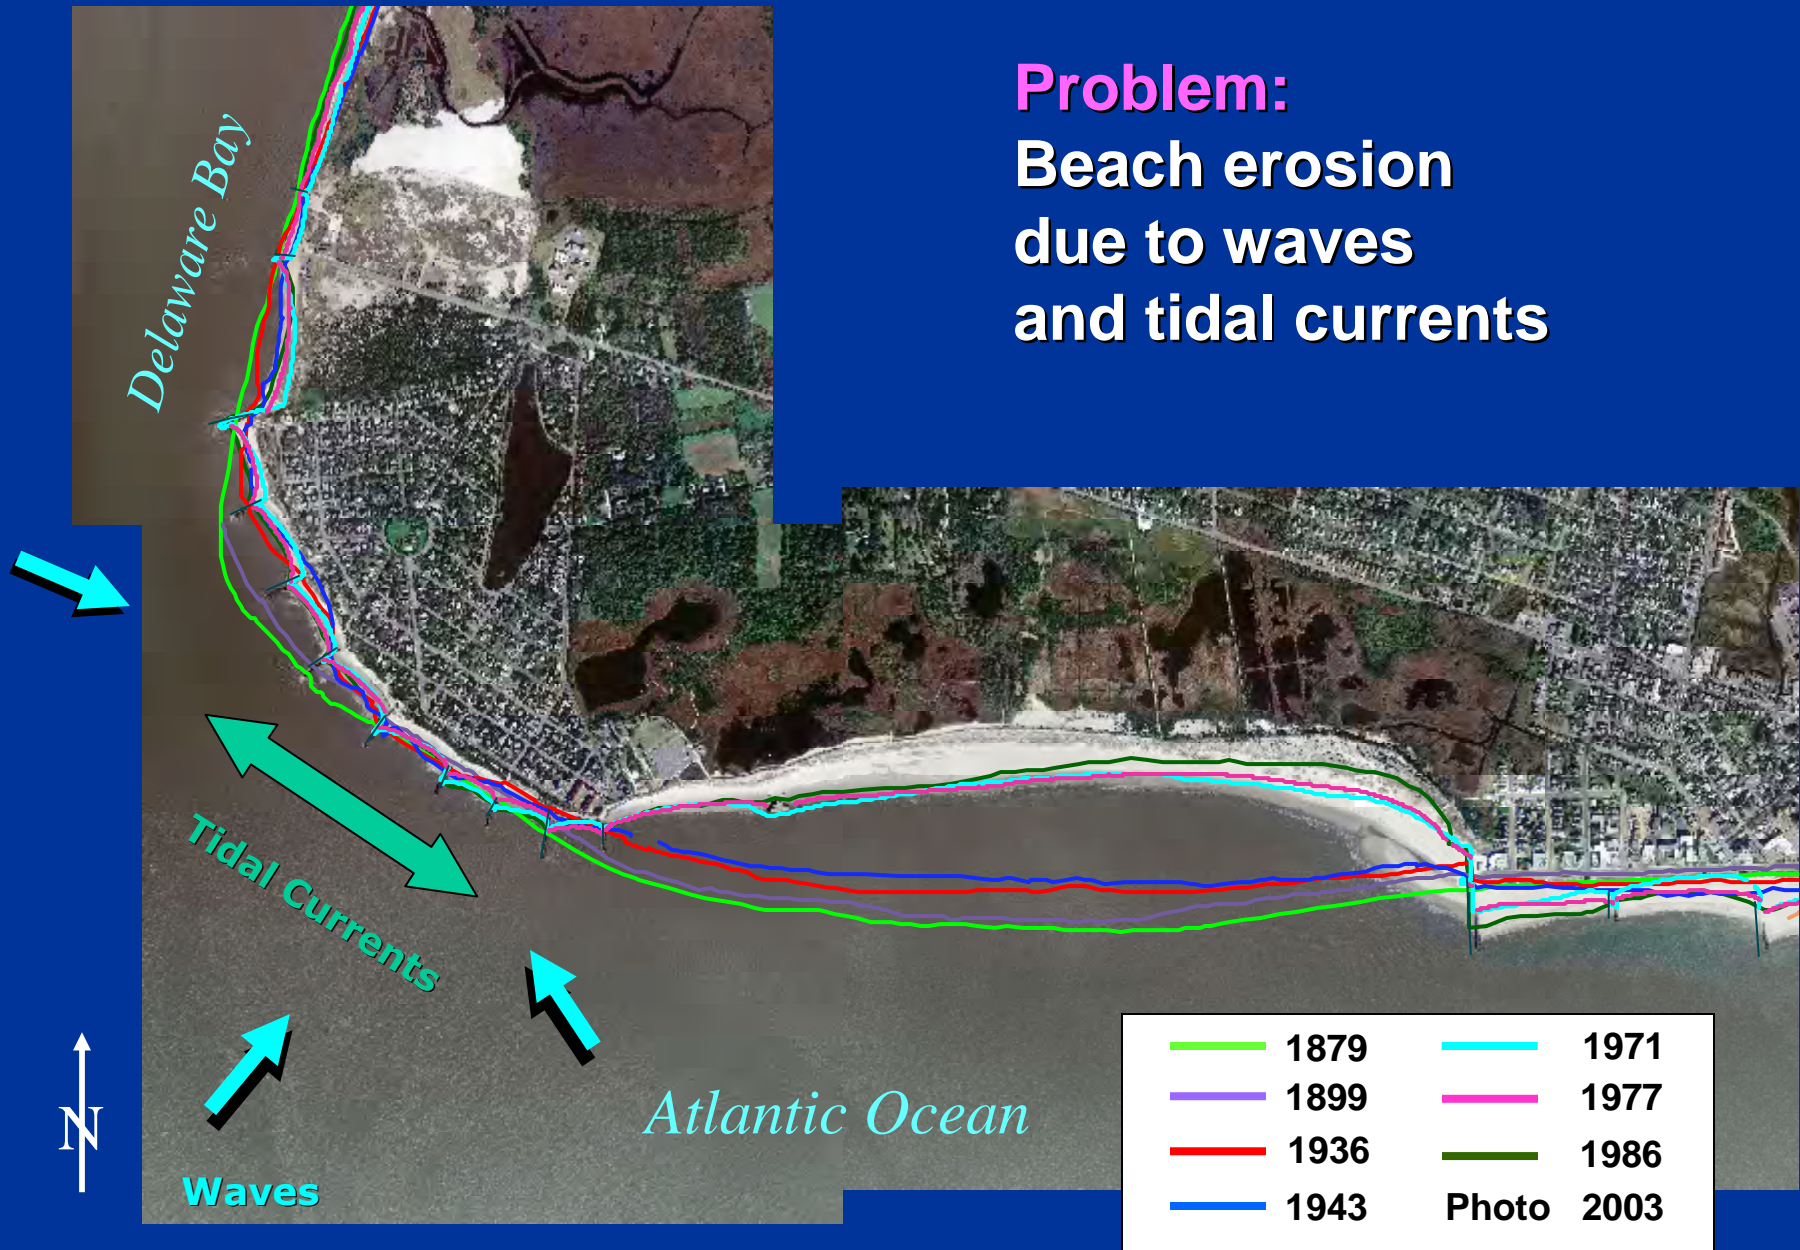 Problem:
Beach erosion
due to waves
and tidal currents
Delaware Bay
Tidal Currents
Atlantic Ocean
Waves
N
1879
1899
1936
1943
1971
1977
1986
Photo 2003